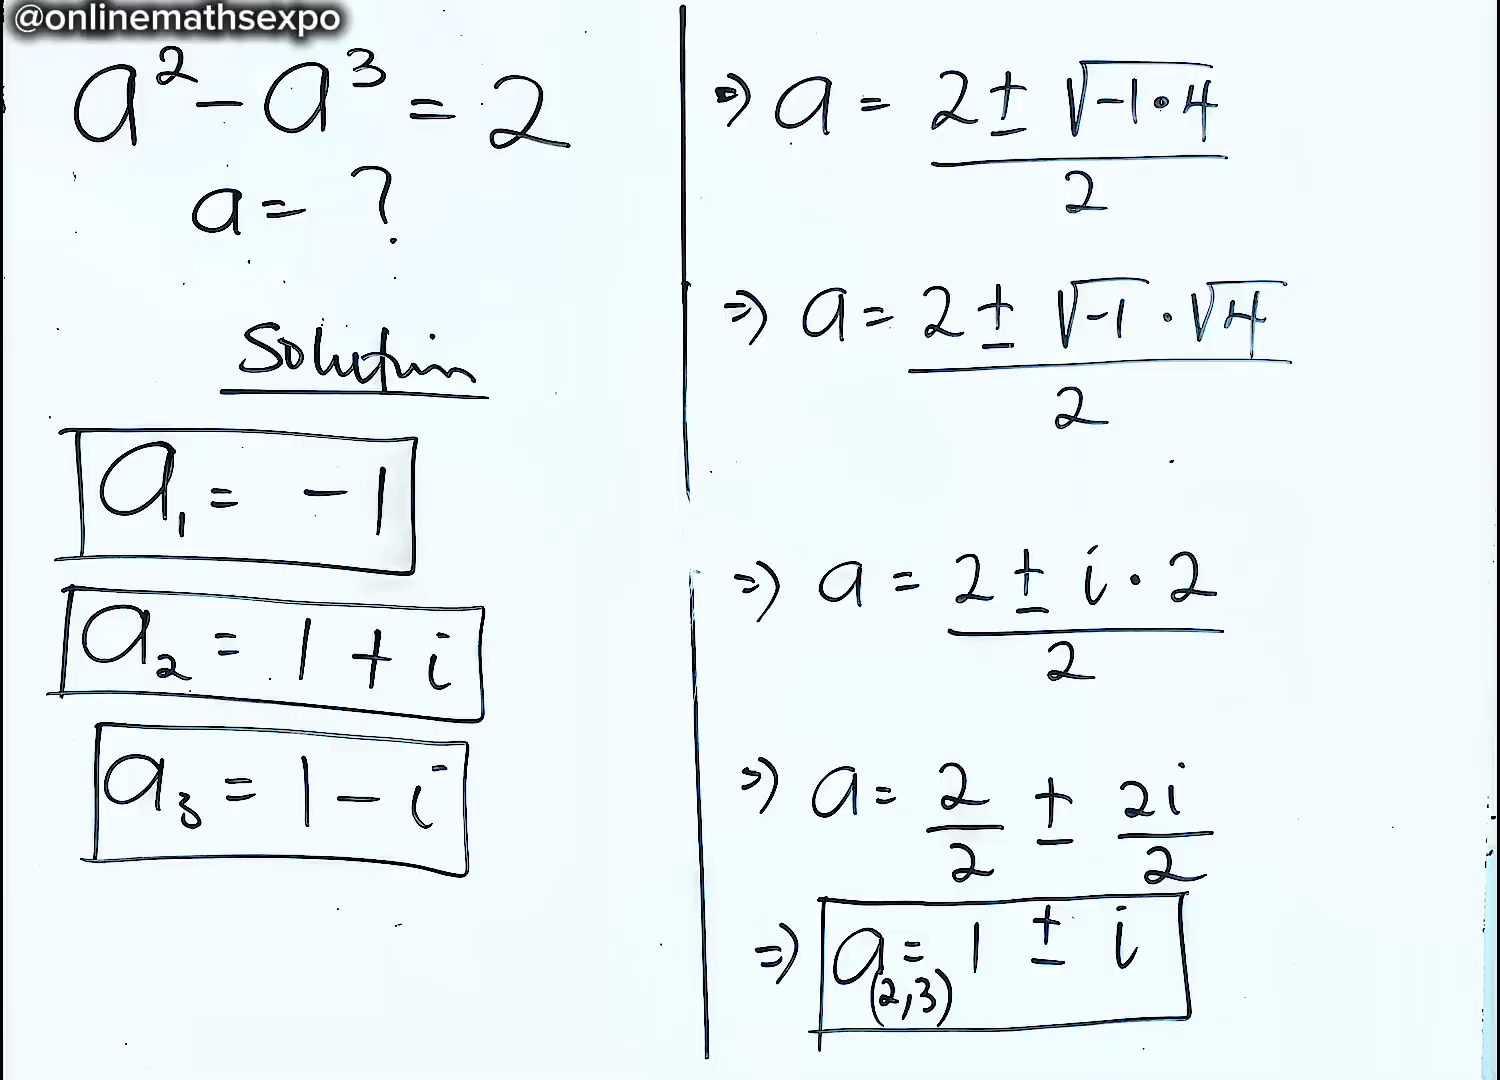 @onlinemathsexpo
a² - a³ = 2
a = ?
Solution
a₁ = -1
a₂ = 1 + i
a₃ = 1 - i
⇒ a = (2 ± √(-1•4))/2
⇒ a = (2 ± √-1 • √4)/2
⇒ a = (2 ± i • 2)/2
⇒ a = 2/2 ± 2i/2
⇒ a₍₂,₃₎ = 1 ± i